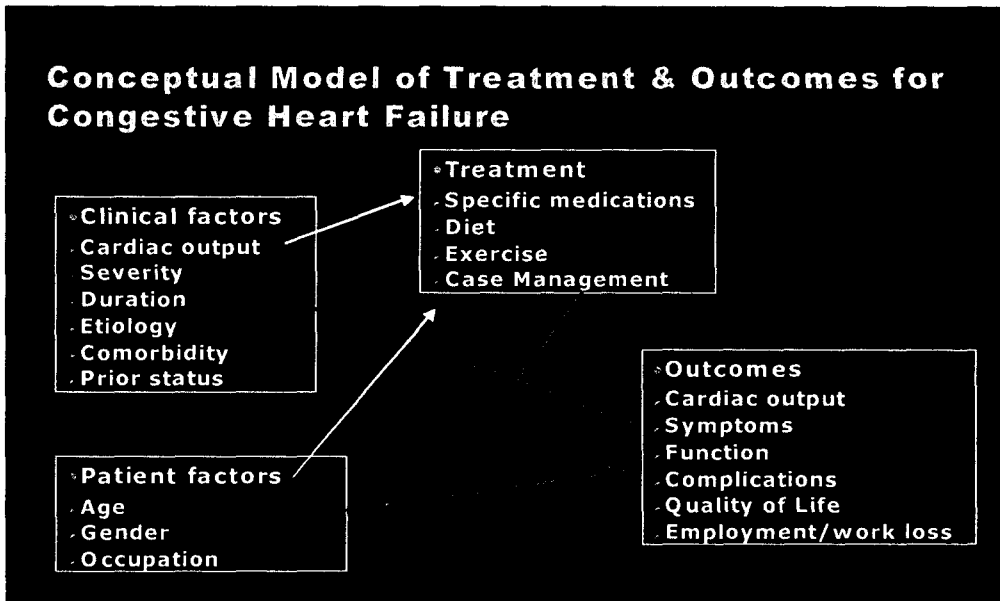 Conceptual Model of Treatment & Outcomes for
Congestive Heart Failure
Treatment
Specific medications
Diet
Exercise
Case Management
Clinical factors
Cardiac output
Severity
Duration
Etiology
Comorbidity
Prior status
Outcomes
Cardiac output
Symptoms
Function
Complications
Quality of Life
Employment/work loss
Patient factors
Age
Gender
Occupation